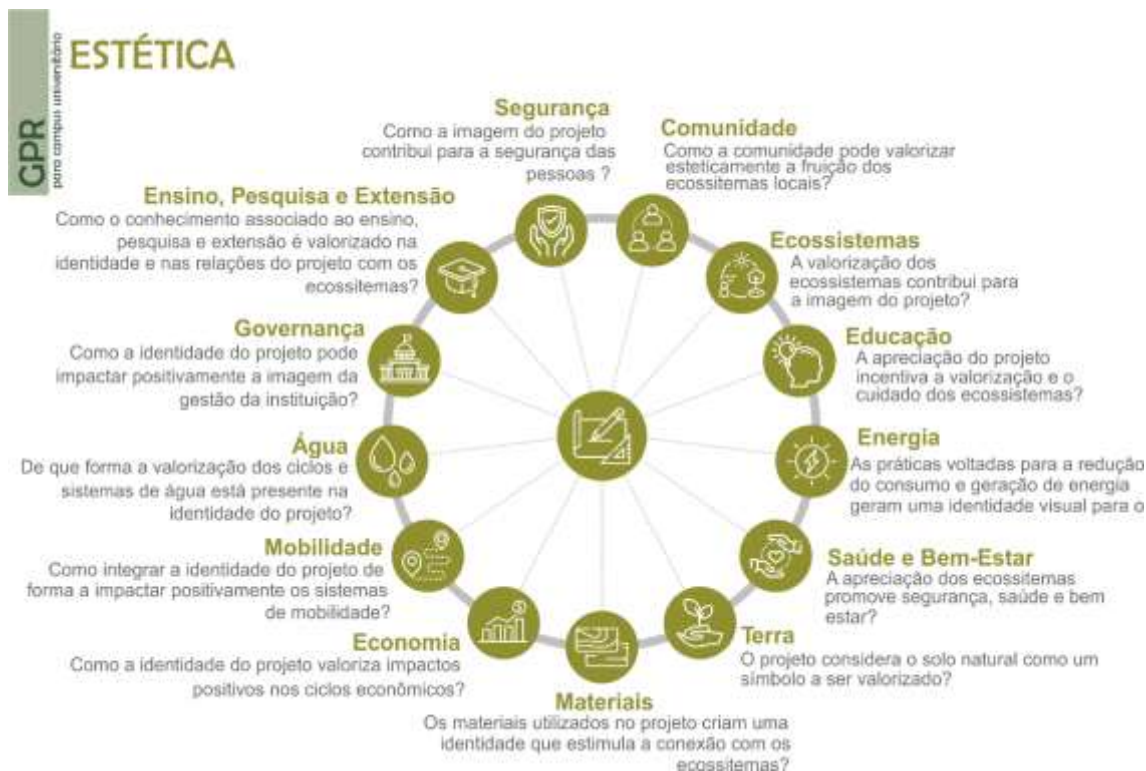 GPR
para campus universitário
ESTÉTICA
Segurança
Como a imagem do projeto
contribui para a segurança das
pessoas ?
Comunidade
Como a comunidade pode valorizar
esteticamente a fruição dos
ecossitemas locais?
Ecossistemas
A valorização dos
ecossistemas contribui para
a imagem do projeto?
Educação
A apreciação do projeto
incentiva a valorização e o
cuidado dos ecossistemas?
Energia
As práticas voltadas para a redução
do consumo e geração de energia
geram uma identidade visual para o
Saúde e Bem-Estar
A apreciação dos ecossitemas
promove segurança, saúde e bem
estar?
Terra
O projeto considera o solo natural como um
símbolo a ser valorizado?
Materiais
Os materiais utilizados no projeto criam uma
identidade que estimula a conexão com os
ecossitemas?
Economia
Como a identidade do projeto valoriza impactos
positivos nos ciclos econômicos?
Mobilidade
Como integrar a identidade do projeto de
forma a impactar positivamente os sistemas
de mobilidade?
Água
De que forma a valorização dos ciclos e
sistemas de água está presente na
identidade do projeto?
Governança
Como a identidade do projeto pode
impactar positivamente a imagem da
gestão da instituição?
Ensino, Pesquisa e Extensão
Como o conhecimento associado ao ensino,
pesquisa e extensão é valorizado na
identidade e nas relações do projeto com os
ecossitemas?